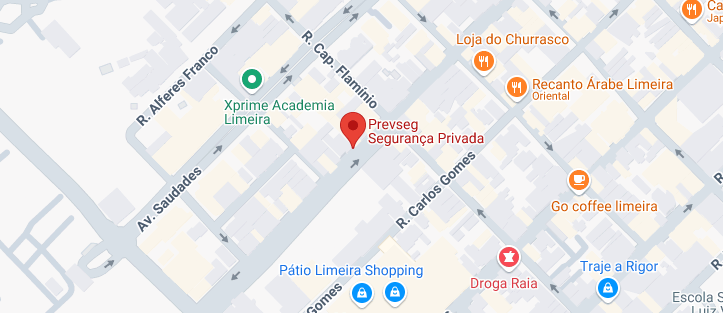 R. Alferes Franco
R. Cap. Flamínio
Ca
Jap
Loja do Churrasco
Recanto Árabe Limeira
Oriental
Xprime Academia
Limeira
Prevseg
Segurança Privada
Av. Saudades
R. Carlos Gomes
Go coffee limeira
Pátio Limeira Shopping
Droga Raia
Traje a Rigor
Gomes
Escola S
Luiz V
R
R